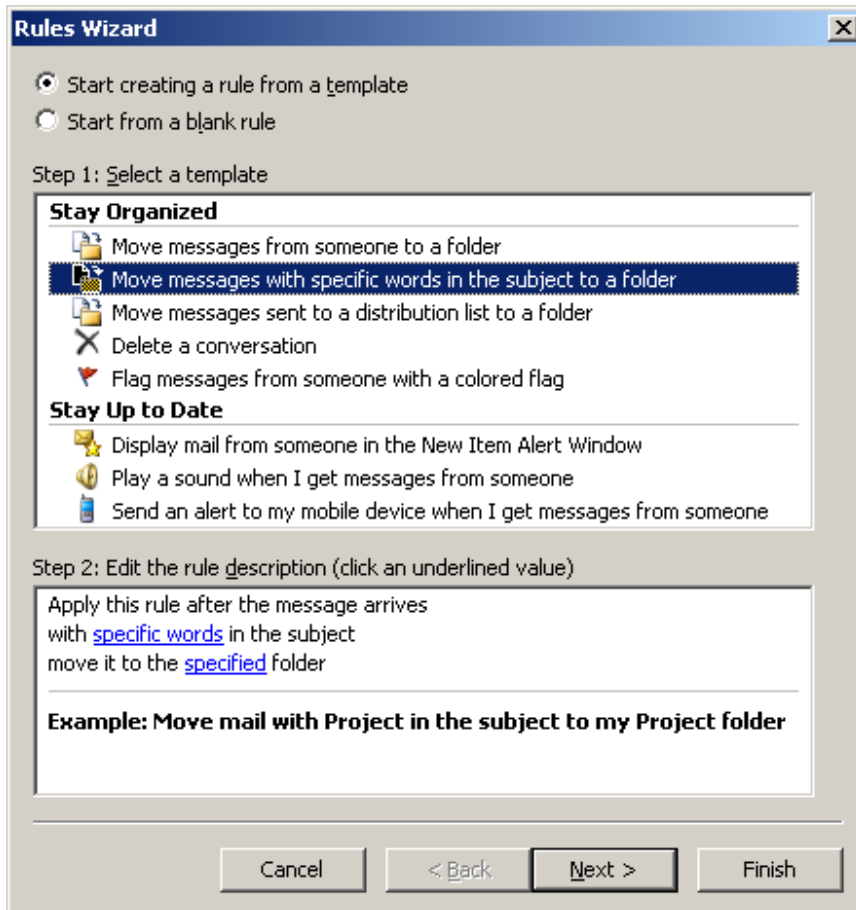 Rules Wizard
Start creating a rule from a template
Start from a blank rule
Step 1: Select a template
Stay Organized
Move messages from someone to a folder
Move messages with specific words in the subject to a folder
Move messages sent to a distribution list to a folder
Delete a conversation
Flag messages from someone with a colored flag
Stay Up to Date
Display mail from someone in the New Item Alert Window
Play a sound when I get messages from someone
Send an alert to my mobile device when I get messages from someone
Step 2: Edit the rule description (click an underlined value)
Apply this rule after the message arrives
with specific words in the subject
move it to the specified folder
Example: Move mail with Project in the subject to my Project folder
Cancel < Back Next > Finish